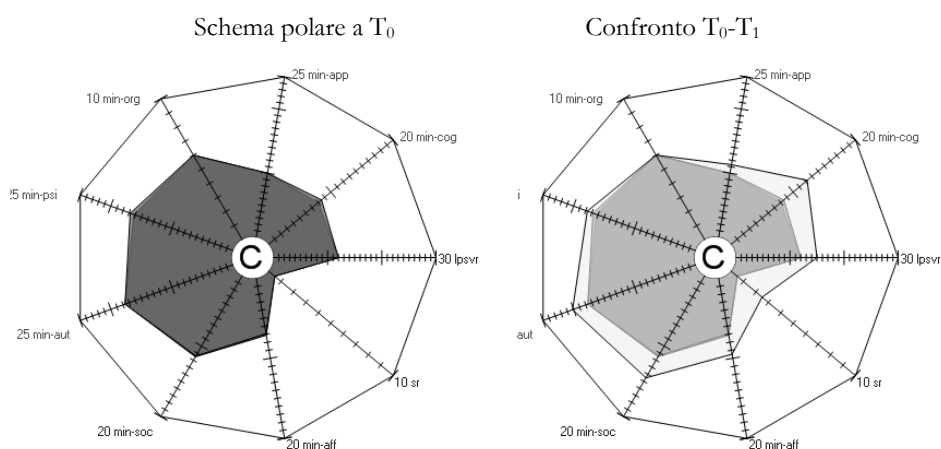 Schema polare a T0
Confronto T0-T1
25 min-app
10 min-org
20 min-cog
5 min-psi
C
30 lpsvr
25 min-aut
10 sr
20 min-soc
20 min-aff
25 min-app
10 min-org
20 min-cog
i
C
30 lpsvr
aut
10 sr
20 min-soc
20 min-aff